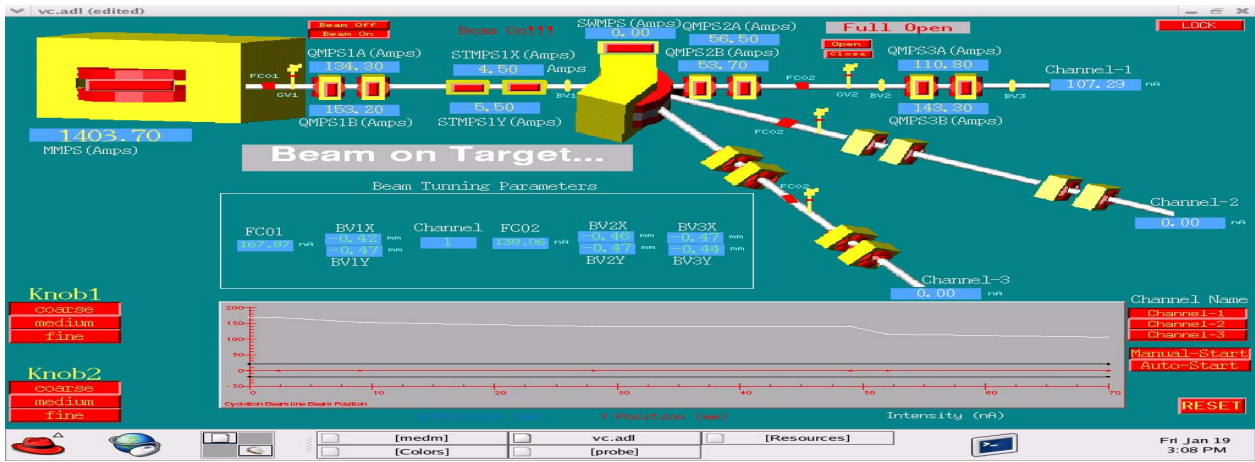 vc.adl (edited)
Beam Off
Beam On
Beam On!!!
SWMPS(Amps)
0.00
QMPS2A(Amps)
56.50
QMPS2B(Amps)
53.70
Full Open
LOCK
Open
Close
QMPS1A(Amps)
134.30
STMPS1X(Amps)
4.50 Amps
QMPS3A(Amps)
110.80
Channel-1
107.29 nA
FC01
GV1
BV1
FC02
GV2
BV2
BV3
153.20
QMPS1B(Amps)
5.50
STMPS1Y(Amps)
143.30
QMPS3B(Amps)
1403.70
MMPS(Amps)
FC02
Beam on Target...
FC02
Channel-2
0.00 nA
Beam Tunning Parameters
FC01
167.97 nA
BV1X
-0.42 mm
-0.47 mm
BV1Y
Channel
1
FC02
139.06 nA
BV2X
-0.46 mm
-0.47 mm
BV2Y
BV3X
-0.47 mm
-0.44 mm
BV3Y
Channel-3
0.00 nA
Knob1
coarse
medium
fine
Knob2
coarse
medium
fine
200
150
100
50
0
-50
0 10 20 30 40 50 60 70
Cyclotron Beam line Beam Position
Y-Position (mm)
Intensity (nA)
Channel Name
Channel-1
Channel-2
Channel-3
Manual-Start
Auto-Start
RESET
[medm]
vc.adl
[Resources]
[Colors]
[probe]
Fri Jan 19
3:08 PM